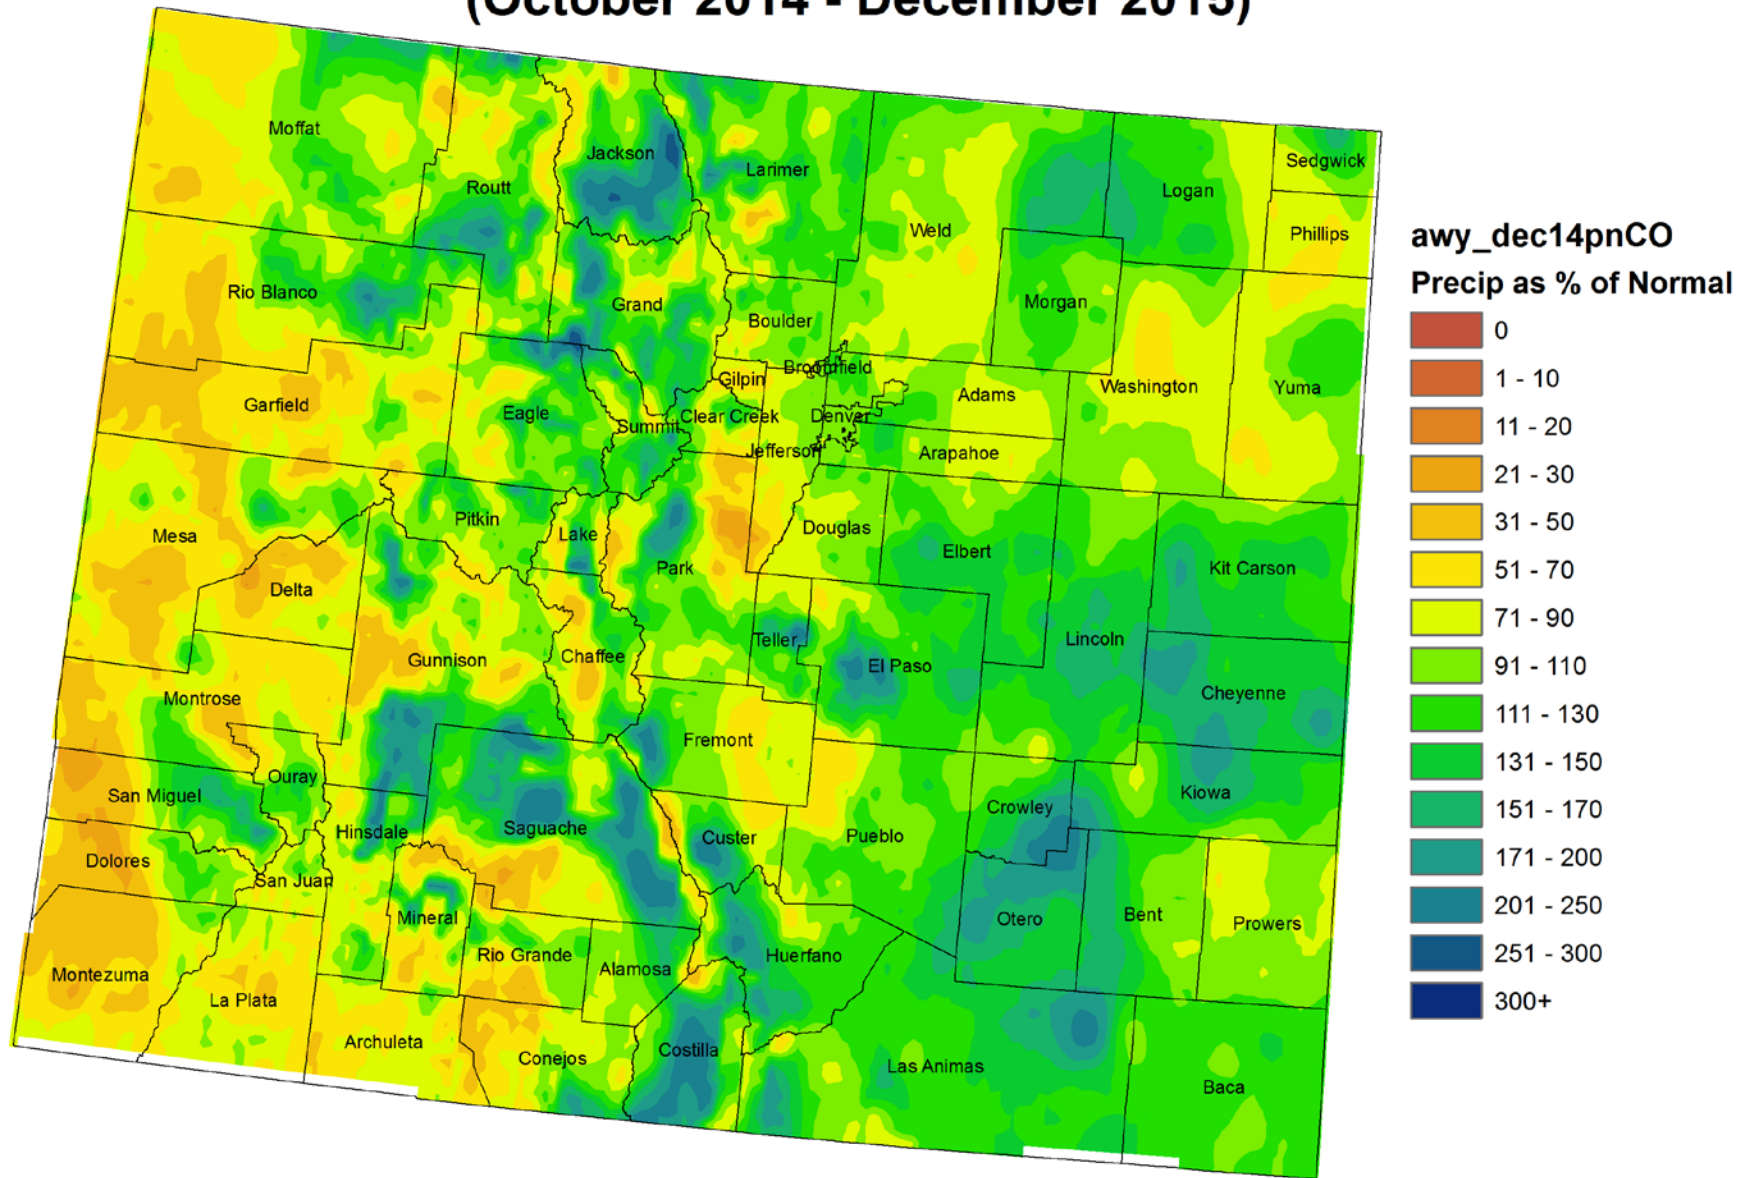 (October 2014 - December 2015)
Moffat
Jackson
Larimer
Routt
Sedgwick
Logan
Phillips
Weld
Rio Blanco
Grand
Morgan
Boulder
Broomfield
Gilpin
Garfield
Eagle
Summit
Clear Creek
Denver
Adams
Washington
Yuma
Jefferson
Arapahoe
Mesa
Pitkin
Lake
Douglas
Elbert
Kit Carson
Delta
Park
Gunnison
Chaffee
Teller
El Paso
Lincoln
Cheyenne
Montrose
Fremont
Ouray
San Miguel
Hinsdale
Saguache
Custer
Pueblo
Crowley
Kiowa
Dolores
San Juan
Mineral
Otero
Bent
Prowers
Montezuma
La Plata
Rio Grande
Alamosa
Huerfano
Archuleta
Conejos
Costilla
Las Animas
Baca
awy_dec14pnCO
Precip as % of Normal
0
1 - 10
11 - 20
21 - 30
31 - 50
51 - 70
71 - 90
91 - 110
111 - 130
131 - 150
151 - 170
171 - 200
201 - 250
251 - 300
300+